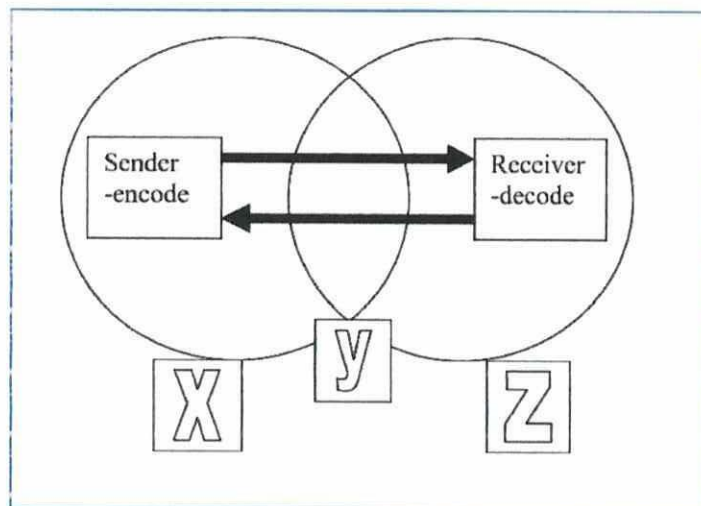 Sender
-encode
Receiver
-decode
y
X
Z